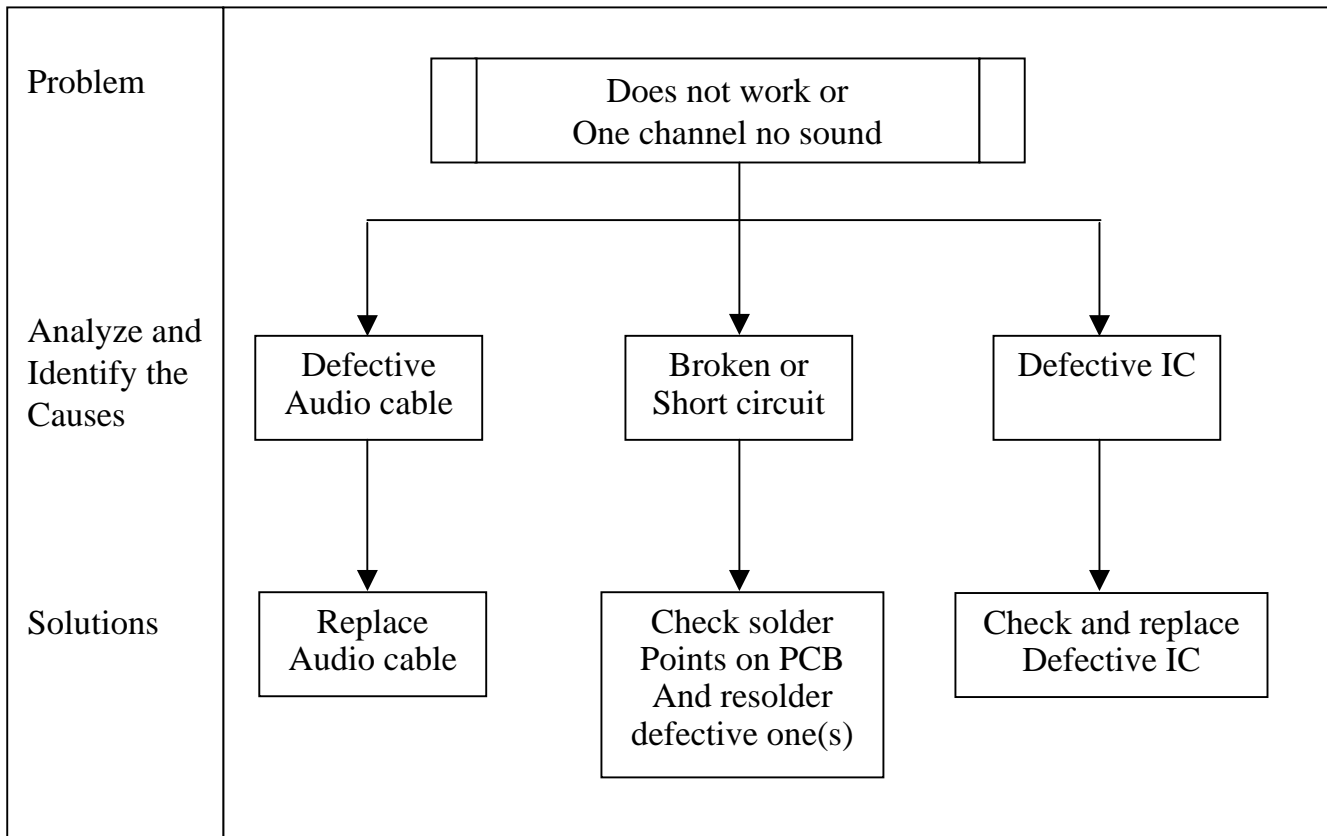 Problem
Does not work or
One channel no sound
Analyze and
Identify the
Causes
Defective
Audio cable
Broken or
Short circuit
Defective IC
Solutions
Replace
Audio cable
Check solder
Points on PCB
And resolder
defective one(s)
Check and replace
Defective IC